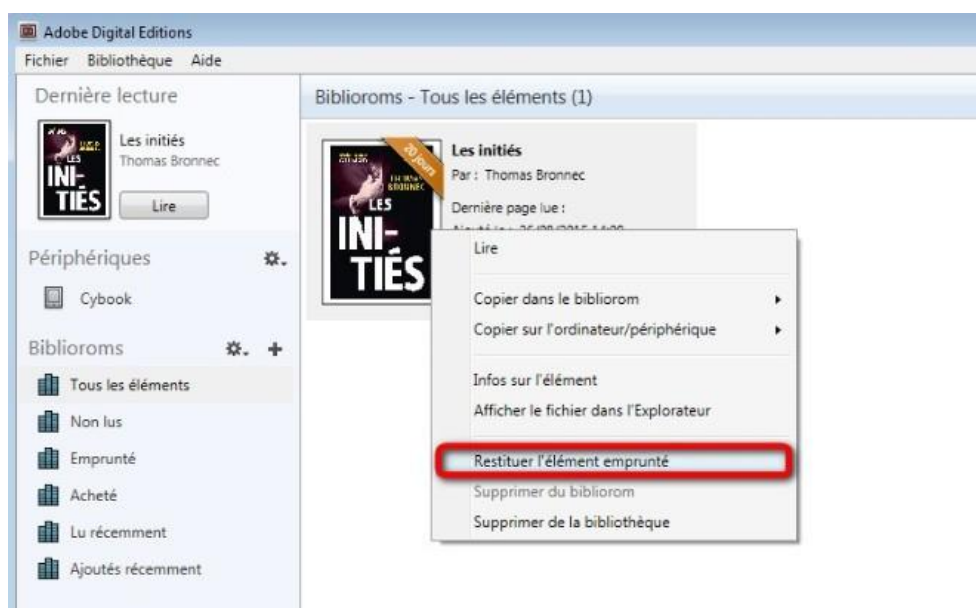 Adobe Digital Editions
Fichier Bibliothèque Aide
Dernière lecture
LES
INI-
TIÉS
Les initiés
Thomas Bronnec
Lire
Périphériques
Cybook
Biblioroms
Tous les éléments
Non lus
Emprunté
Acheté
Lu récemment
Ajoutés récemment
Biblioroms - Tous les éléments (1)
20 jours
THOMAS
BRONNEC
LES
INI-
TIÉS
Les initiés
Par : Thomas Bronnec
Dernière page lue :
Lire
Copier dans le bibliorom
Copier sur l'ordinateur/périphérique
Infos sur l'élément
Afficher le fichier dans l'Explorateur
Restituer l'élément emprunté
Supprimer du bibliorom
Supprimer de la bibliothèque